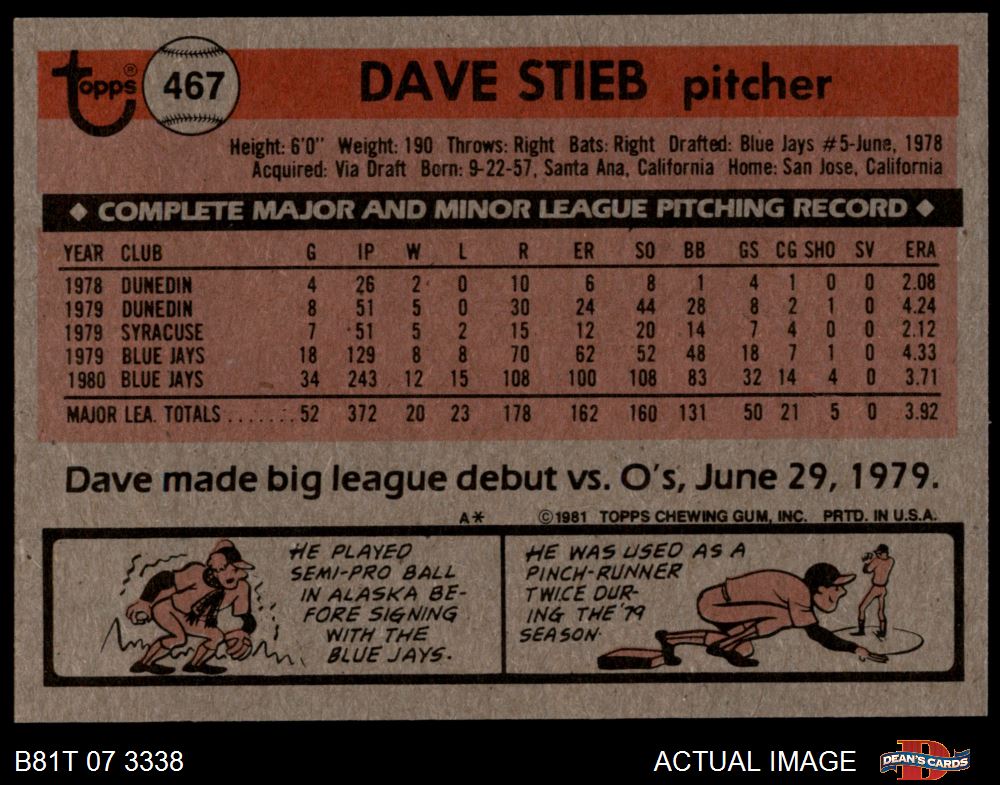 Topps® 467 DAVE STIEB pitcher
Height: 6'0" Weight: 190 Throws: Right Bats: Right Drafted: Blue Jays #5-June, 1978
Acquired: Via Draft Born: 9-22-57, Santa Ana, California Home: San Jose, California
◆ COMPLETE MAJOR AND MINOR LEAGUE PITCHING RECORD ◆
YEAR CLUB G IP W L R ER SO BB GS CG SHO SV ERA
1978 DUNEDIN 4 26 2 0 10 6 8 1 4 1 0 0 2.08
1979 DUNEDIN 8 51 5 0 30 24 44 28 8 2 1 0 4.24
1979 SYRACUSE 7 51 5 2 15 12 20 14 7 4 0 0 2.12
1979 BLUE JAYS 18 129 8 8 70 62 52 48 18 7 1 0 4.33
1980 BLUE JAYS 34 243 12 15 108 100 108 83 32 14 4 0 3.71
MAJOR LEA. TOTALS ....... 52 372 20 23 178 162 160 131 50 21 5 0 3.92
Dave made big league debut vs. O's, June 29, 1979.
A* ©1981 TOPPS CHEWING GUM, INC. PRTD. IN U.S.A.
HE PLAYED
SEMI-PRO BALL
IN ALASKA BE-
FORE SIGNING
WITH THE
BLUE JAYS.
HE WAS USED AS A
PINCH-RUNNER
TWICE DUR-
ING THE '79
SEASON.
B81T 07 3338 ACTUAL IMAGE DEAN'S CARDS